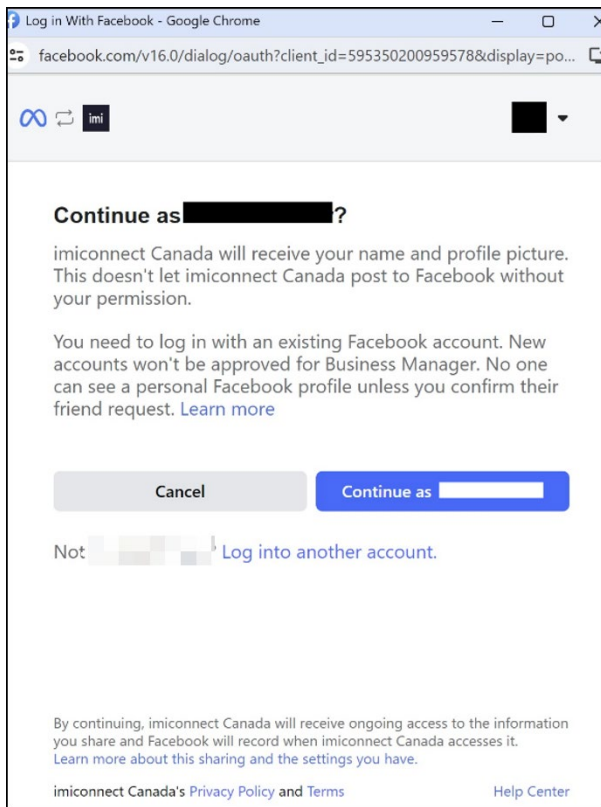 Log in With Facebook - Google Chrome
facebook.com/v16.0/dialog/oauth?client_id=595350200959578&display=po...
imi
Continue as ?
imiconnect Canada will receive your name and profile picture.
This doesn't let imiconnect Canada post to Facebook without
your permission.
You need to log in with an existing Facebook account. New
accounts won't be approved for Business Manager. No one
can see a personal Facebook profile unless you confirm their
friend request. Learn more
Cancel
Continue as
Not ? Log into another account.
By continuing, imiconnect Canada will receive ongoing access to the information
you share and Facebook will record when imiconnect Canada accesses it.
Learn more about this sharing and the settings you have.
imiconnect Canada's Privacy Policy and Terms
Help Center